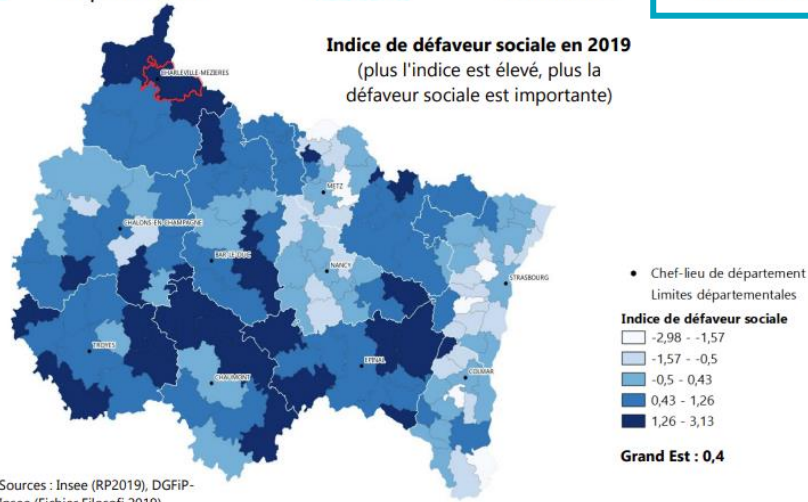 Indice de défaveur sociale en 2019
(plus l'indice est élevé, plus la
défaveur sociale est importante)
CHARLEVILLE-MEZIERES
METZ
CHALONS-EN-CHAMPAGNE
BAR-LE-DUC
NANCY
STRASBOURG
TROYES
CHAUMONT
EPINAL
COLMAR
Chef-lieu de département
Limites départementales
Indice de défaveur sociale
-2,98 - -1,57
-1,57 - -0,5
-0,5 - 0,43
0,43 - 1,26
1,26 - 3,13
Grand Est : 0,4
Sources : Insee (RP2019), DGFiP-